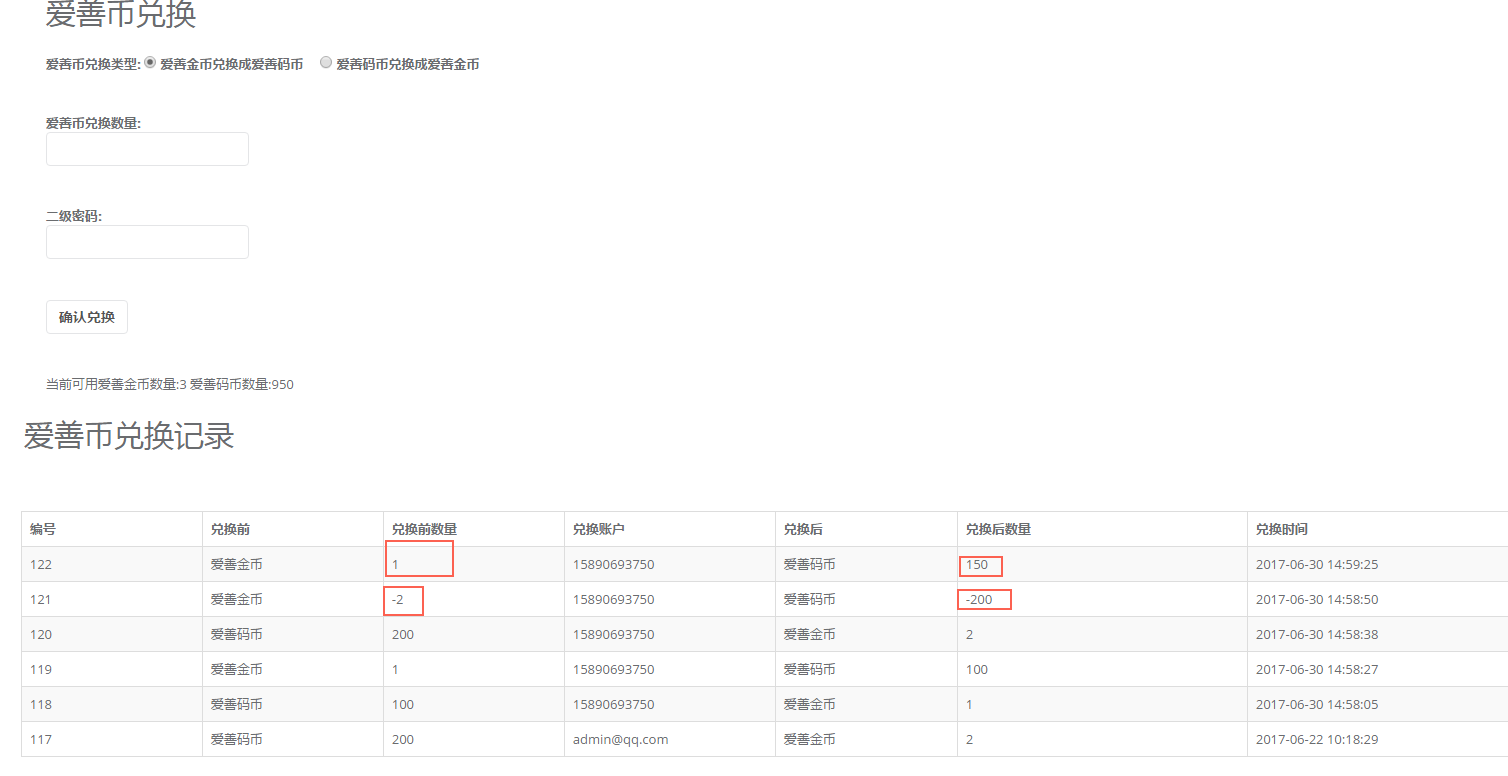 爱善币兑换
爱善币兑换类型: 爱善金币兑换成爱善码币 爱善码币兑换成爱善金币
爱善币兑换数量:
二级密码:
确认兑换
当前可用爱善金币数量:3 爱善码币数量:950
爱善币兑换记录
编号 兑换前 兑换前数量 兑换账户 兑换后 兑换后数量 兑换时间
122 爱善金币 1 15890693750 爱善码币 150 2017-06-30 14:59:25
121 爱善金币 -2 15890693750 爱善码币 -200 2017-06-30 14:58:50
120 爱善码币 200 15890693750 爱善金币 2 2017-06-30 14:58:38
119 爱善金币 1 15890693750 爱善码币 100 2017-06-30 14:58:27
118 爱善码币 100 15890693750 爱善金币 1 2017-06-30 14:58:05
117 爱善码币 200 admin@qq.com 爱善金币 2 2017-06-22 10:18:29